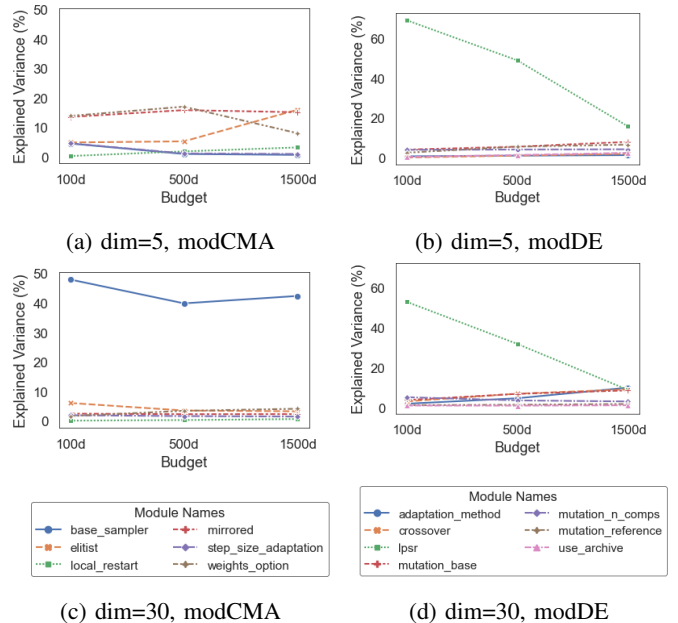 50
40
30
20
10
0
Explained Variance (%)
100d
500d
1500d
Budget
(a) dim=5, modCMA
60
40
20
0
Explained Variance (%)
100d
500d
1500d
Budget
(b) dim=5, modDE
50
40
30
20
10
0
Explained Variance (%)
100d
500d
1500d
Budget
Module Names
base_sampler
elitist
local_restart
mirrored
step_size_adaptation
weights_option
(c) dim=30, modCMA
60
40
20
0
Explained Variance (%)
100d
500d
1500d
Budget
Module Names
adaptation_method
crossover
lpsr
mutation_base
mutation_n_comps
mutation_reference
use_archive
(d) dim=30, modDE